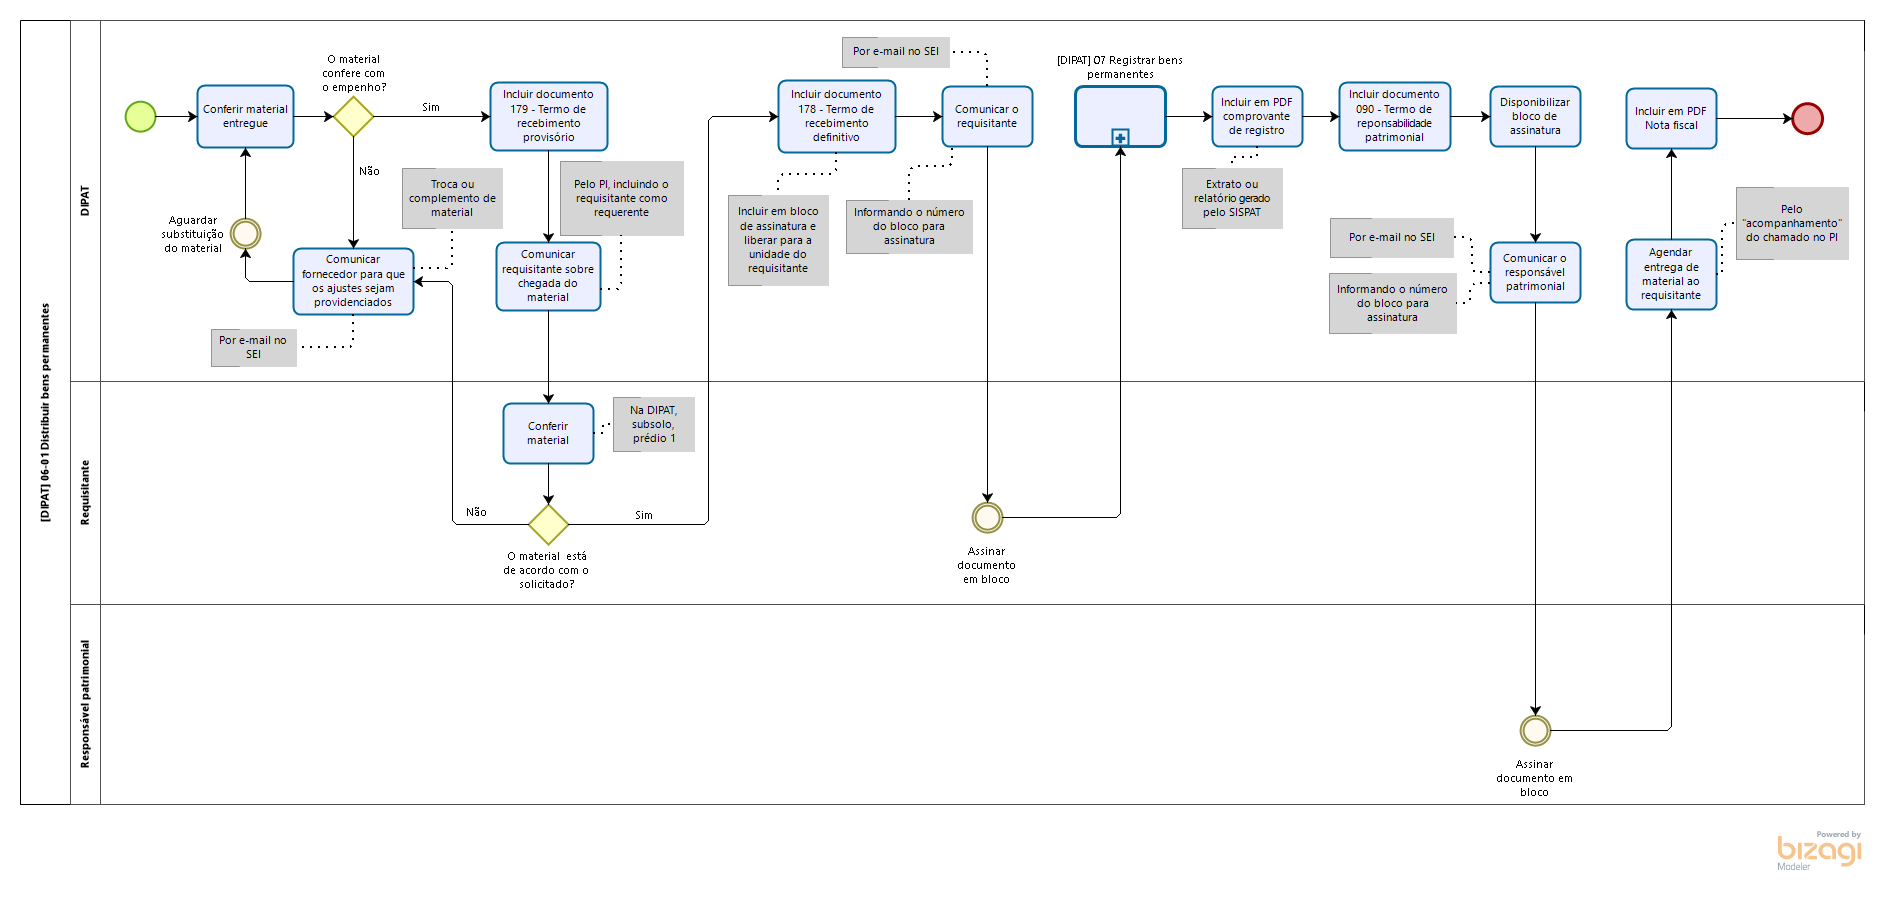 [DIPAT] 06-01 Distribuir bens permanentes
DIPAT
Requisitante
Responsável patrimonial
Conferir material
entregue
O material
confere com
o empenho?
Sim
Não
Incluir documento
179 - Termo de
recebimento
provisório
Troca ou
complemento de
material
Pelo PI, incluindo o
requisitante como
requerente
Aguardar
substituição
do material
Comunicar
fornecedor para que
os ajustes sejam
providenciados
Por e-mail no
SEI
Comunicar
requisitante sobre
chegada do
material
Conferir
material
Na DIPAT,
subsolo,
prédio 1
Não
Sim
O material  está
de acordo com o
solicitado?
Incluir documento
178 - Termo de
recebimento
definitivo
Incluir em bloco
de assinatura e
liberar para a
unidade do
requisitante
Por e-mail no SEI
Comunicar o
requisitante
Informando o número
do bloco para
assinatura
Assinar
documento
em bloco
[DIPAT] 07 Registrar bens
permanentes
Incluir em PDF
comprovante
de registro
Extrato ou
relatório gerado
pelo SISPAT
Incluir documento
090 - Termo de
reponsabilidade
patrimonial
Disponibilizar
bloco de
assinatura
Por e-mail no SEI
Informando o número
do bloco para
assinatura
Comunicar o
responsável
patrimonial
Assinar
documento em
bloco
Incluir em PDF
Nota fiscal
Agendar
entrega de
material ao
requisitante
Pelo
"acompanhamento"
do chamado no PI
Powered by
bizagi
Modeler